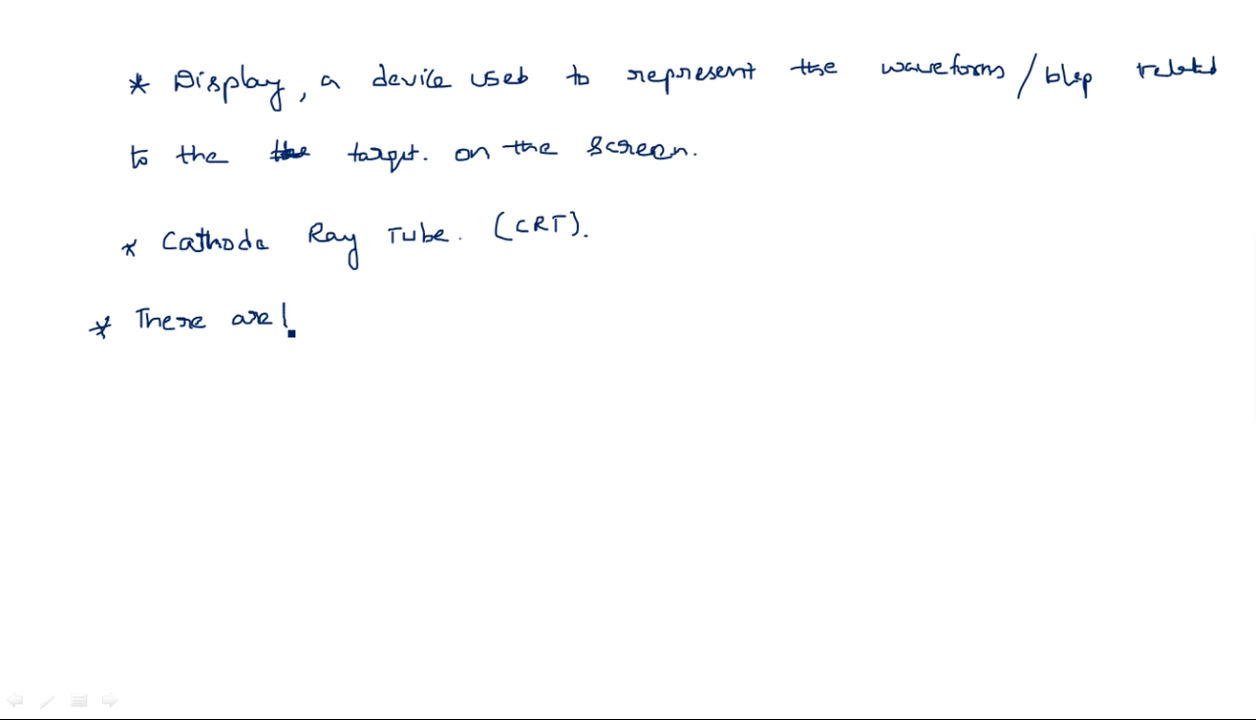 * Display, a device used to represent the waveforms / blip related
to the the target. on the screen.
* Cathode Ray Tube. (CRT).
* There are